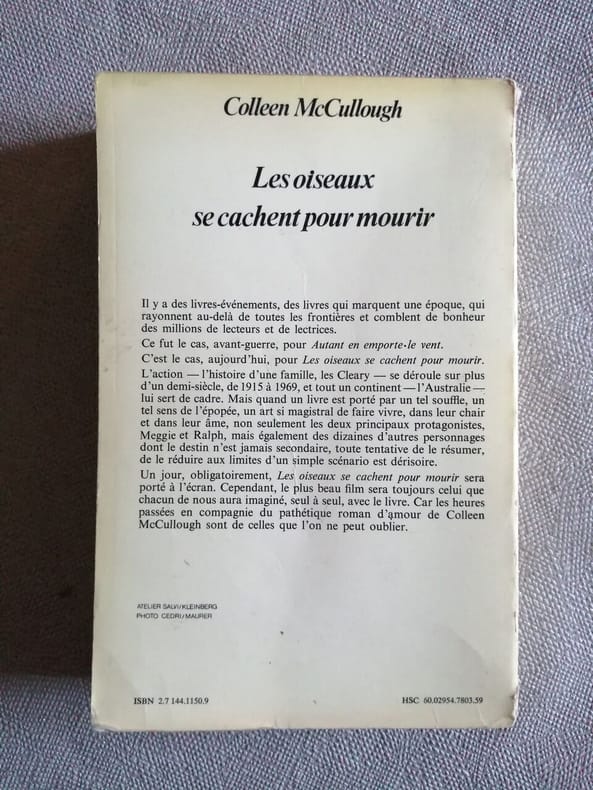 Colleen McCullough
Les oiseaux
se cachent pour mourir
Il y a des livres-événements, des livres qui marquent une époque, qui
rayonnent au-delà de toutes les frontières et comblent de bonheur
des millions de lecteurs et de lectrices.
Ce fut le cas, avant-guerre, pour Autant en emporte-le vent.
C'est le cas, aujourd'hui, pour Les oiseaux se cachent pour mourir.
L'action — l'histoire d'une famille, les Cleary — se déroule sur plus
d'un demi-siècle, de 1915 à 1969, et tout un continent — l'Australie —
lui sert de cadre. Mais quand un livre est porté par un tel souffle, un
tel sens de l'épopée, un art si magistral de faire vivre, dans leur chair
et dans leur âme, non seulement les deux principaux protagonistes,
Meggie et Ralph, mais également des dizaines d'autres personnages
dont le destin n'est jamais secondaire, toute tentative de le résumer,
de le réduire aux limites d'un simple scénario est dérisoire.
Un jour, obligatoirement, Les oiseaux se cachent pour mourir sera
porté à l'écran. Cependant, le plus beau film sera toujours celui que
chacun de nous aura imaginé, seul à seul, avec le livre. Car les heures
passées en compagnie du pathétique roman d'amour de Colleen
McCullough sont de celles que l'on ne peut oublier.
ATELIER SALVI/KLEINBERG
PHOTO CEDRI/MAURER
ISBN 2.7 144.1150.9
HSC 60.02954.7803.59